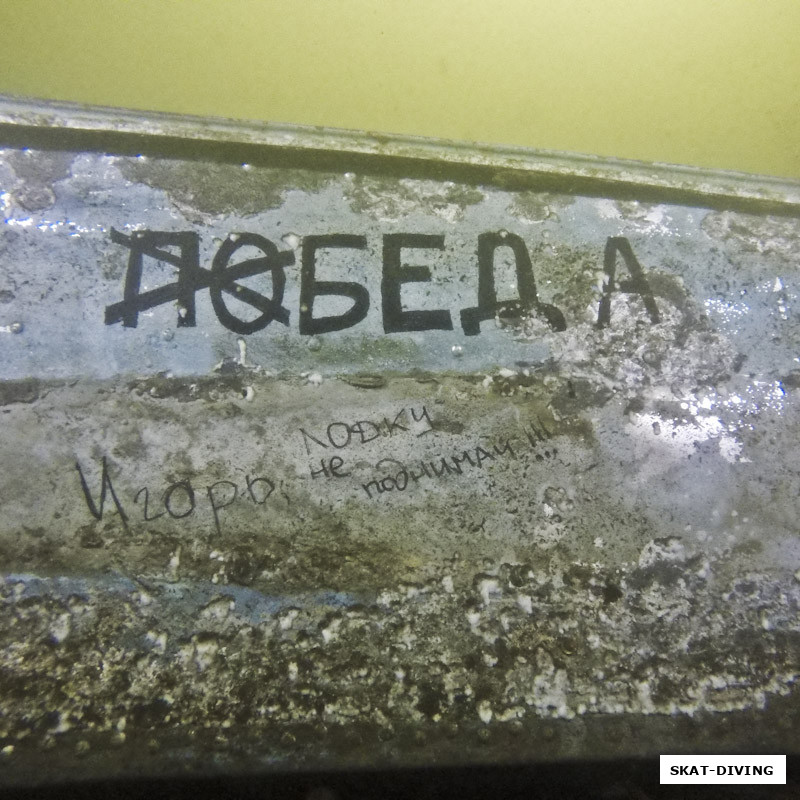 ПОБЕДА
Игорь,
лодку
не
поднимай!!!
SKAT-DIVING